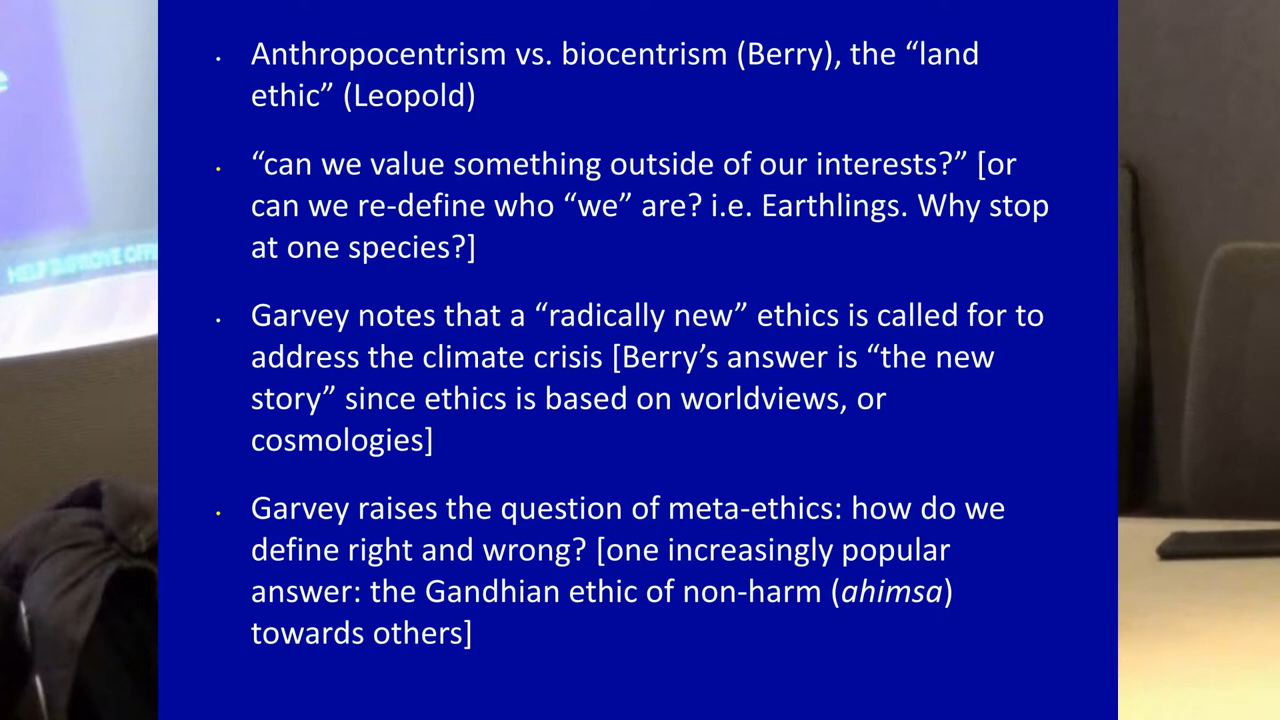 • Anthropocentrism vs. biocentrism (Berry), the “land
ethic” (Leopold)
• “can we value something outside of our interests?” [or
can we re-define who “we” are? i.e. Earthlings. Why stop
at one species?]
• Garvey notes that a “radically new” ethics is called for to
address the climate crisis [Berry’s answer is “the new
story” since ethics is based on worldviews, or
cosmologies]
• Garvey raises the question of meta-ethics: how do we
define right and wrong? [one increasingly popular
answer: the Gandhian ethic of non-harm (ahimsa)
towards others]
HELP IMPROVE